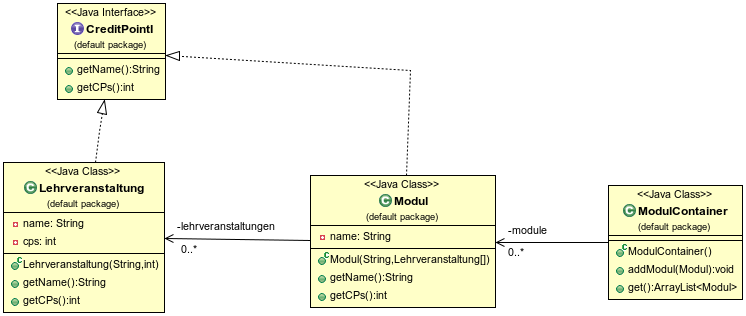 <<Java Interface>>
CreditPointI
(default package)
getName():String
getCPs():int
<<Java Class>>
Lehrveranstaltung
(default package)
name: String
cps: int
Lehrveranstaltung(String,int)
getName():String
getCPs():int
-lehrveranstaltungen
0..*
<<Java Class>>
Modul
(default package)
name: String
Modul(String,Lehrveranstaltung[])
getName():String
getCPs():int
-module
0..*
<<Java Class>>
ModulContainer
(default package)
ModulContainer()
addModul(Modul):void
get():ArrayList<Modul>